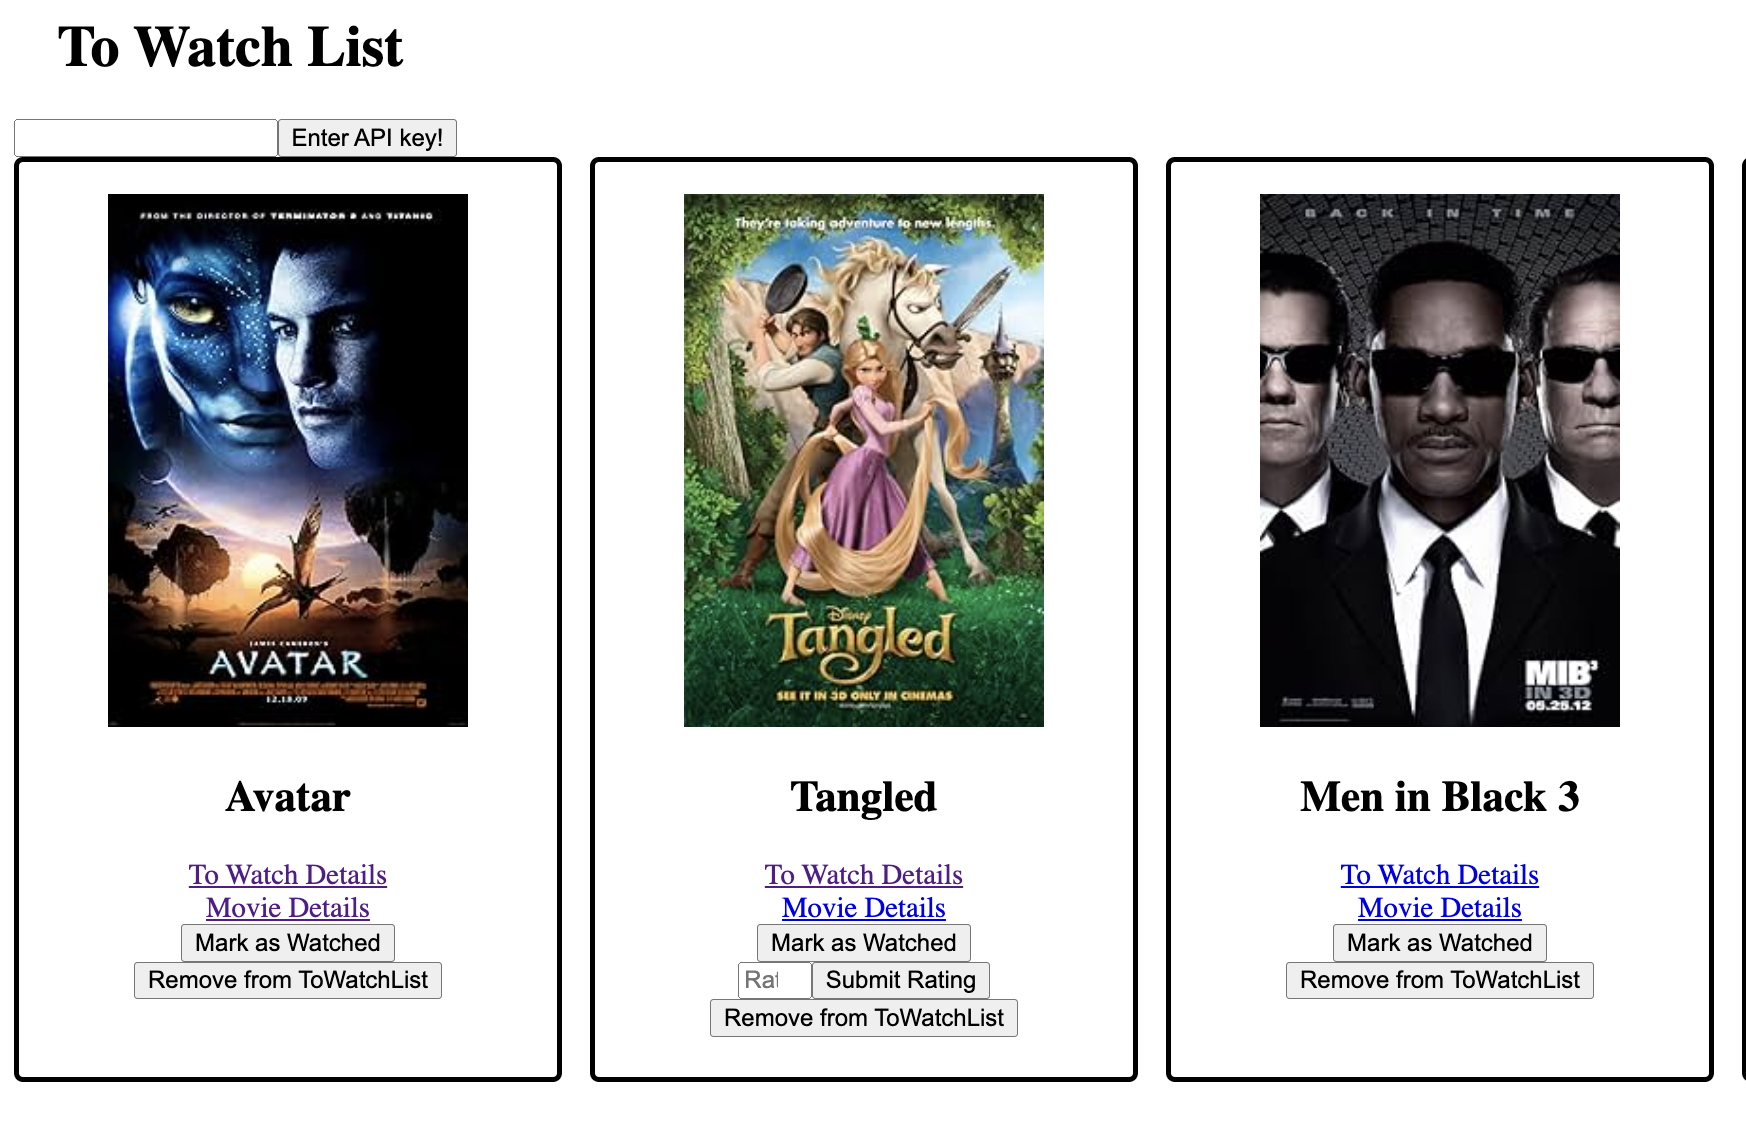 To Watch List
Enter API key!
FROM THE DIRECTOR OF TERMINATOR 2 AND TITANIC
JAMES CAMERON'S
AVATAR
12.18.09
Avatar
To Watch Details
Movie Details
Mark as Watched
Remove from ToWatchList
They're taking adventure to new lengths.
Disney
Tangled
SEE IT IN 3D ONLY IN CINEMAS
Tangled
To Watch Details
Movie Details
Mark as Watched
Rat Submit Rating
Remove from ToWatchList
BACK IN TIME
MIB³
IN 3D
05.25.12
Men in Black 3
To Watch Details
Movie Details
Mark as Watched
Remove from ToWatchList